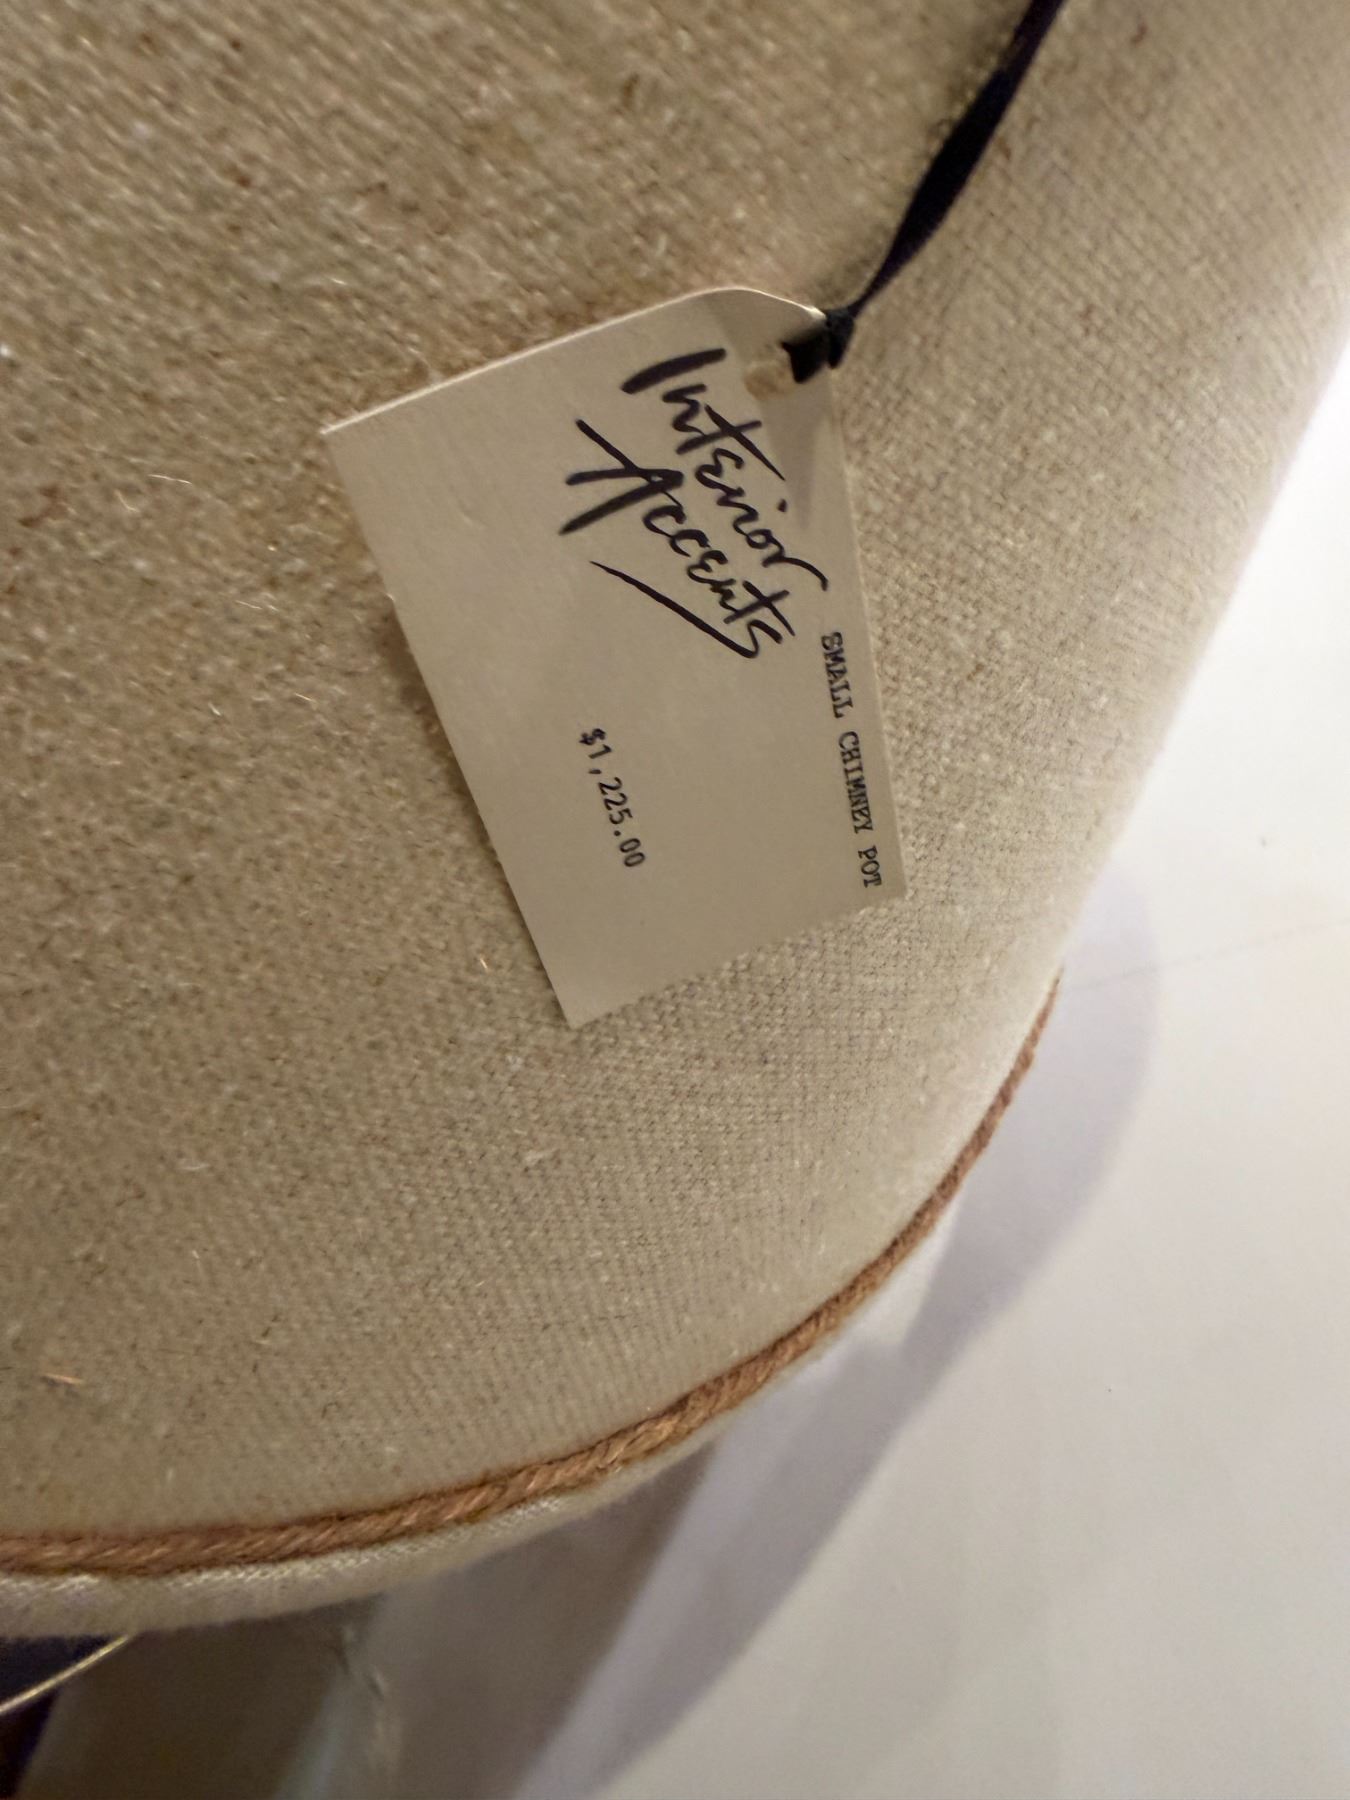 Interior
Accents
SMALL CHIMNEY POT
$1,225.00